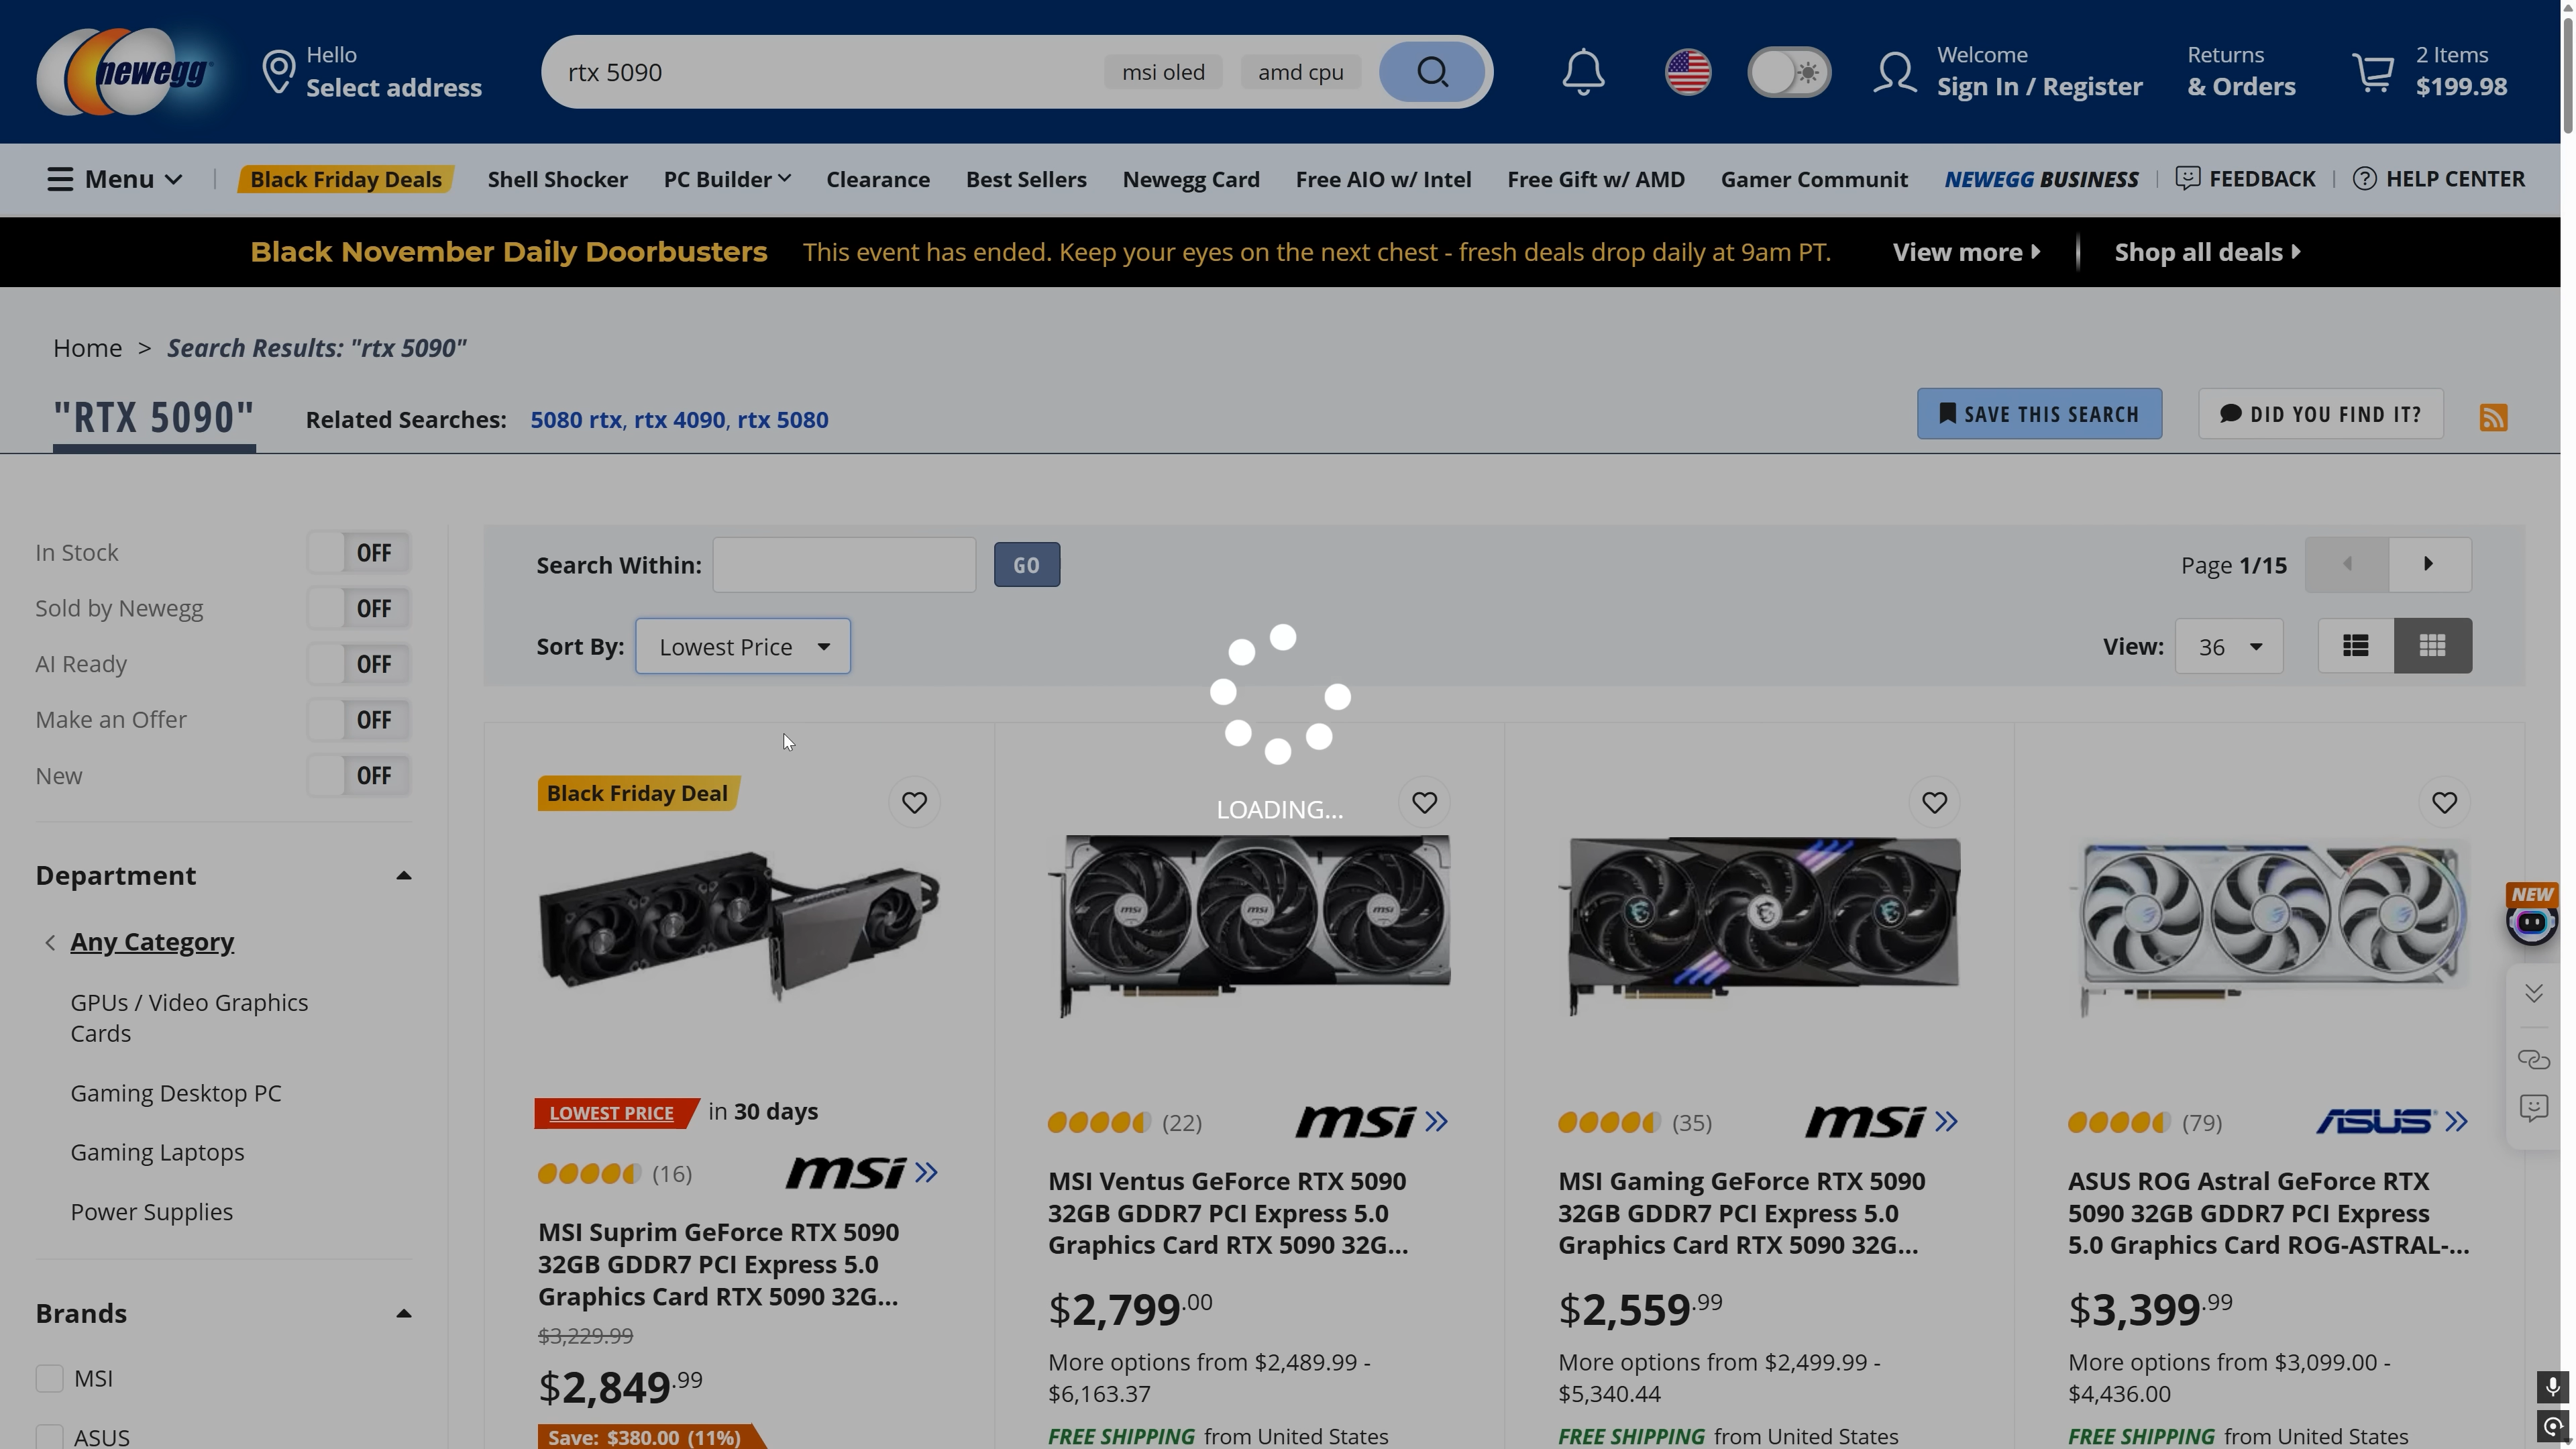 newegg
Hello
Select address
rtx 5090
msi oled
amd cpu
Welcome
Sign In / Register
Returns
& Orders
2 Items
$199.98
Menu
Black Friday Deals
Shell Shocker
PC Builder
Clearance
Best Sellers
Newegg Card
Free AIO w/ Intel
Free Gift w/ AMD
Gamer Communit
NEWEGG BUSINESS
FEEDBACK
HELP CENTER
Black November Daily Doorbusters
This event has ended. Keep your eyes on the next chest - fresh deals drop daily at 9am PT.
View more
Shop all deals
Home > Search Results: "rtx 5090"
"RTX 5090"
Related Searches: 5080 rtx, rtx 4090, rtx 5080
SAVE THIS SEARCH
DID YOU FIND IT?
In Stock OFF
Sold by Newegg OFF
AI Ready OFF
Make an Offer OFF
New OFF
Department
Any Category
GPUs / Video Graphics
Cards
Gaming Desktop PC
Gaming Laptops
Power Supplies
Brands
MSI
ASUS
Search Within:
GO
Page 1/15
Sort By: Lowest Price
View: 36
LOADING...
Black Friday Deal
LOWEST PRICE in 30 days
(16)
msi
MSI Suprim GeForce RTX 5090
32GB GDDR7 PCI Express 5.0
Graphics Card RTX 5090 32G...
$3,229.99
$2,849.99
Save: $380.00 (11%)
msi
msi
msi
(22)
msi
MSI Ventus GeForce RTX 5090
32GB GDDR7 PCI Express 5.0
Graphics Card RTX 5090 32G...
$2,799.00
More options from $2,489.99 -
$6,163.37
FREE SHIPPING from United States
(35)
msi
MSI Gaming GeForce RTX 5090
32GB GDDR7 PCI Express 5.0
Graphics Card RTX 5090 32G...
$2,559.99
More options from $2,499.99 -
$5,340.44
FREE SHIPPING from United States
(79)
ASUS
ASUS ROG Astral GeForce RTX
5090 32GB GDDR7 PCI Express
5.0 Graphics Card ROG-ASTRAL-...
$3,399.99
More options from $3,099.00 -
$4,436.00
FREE SHIPPING from United States
NEW